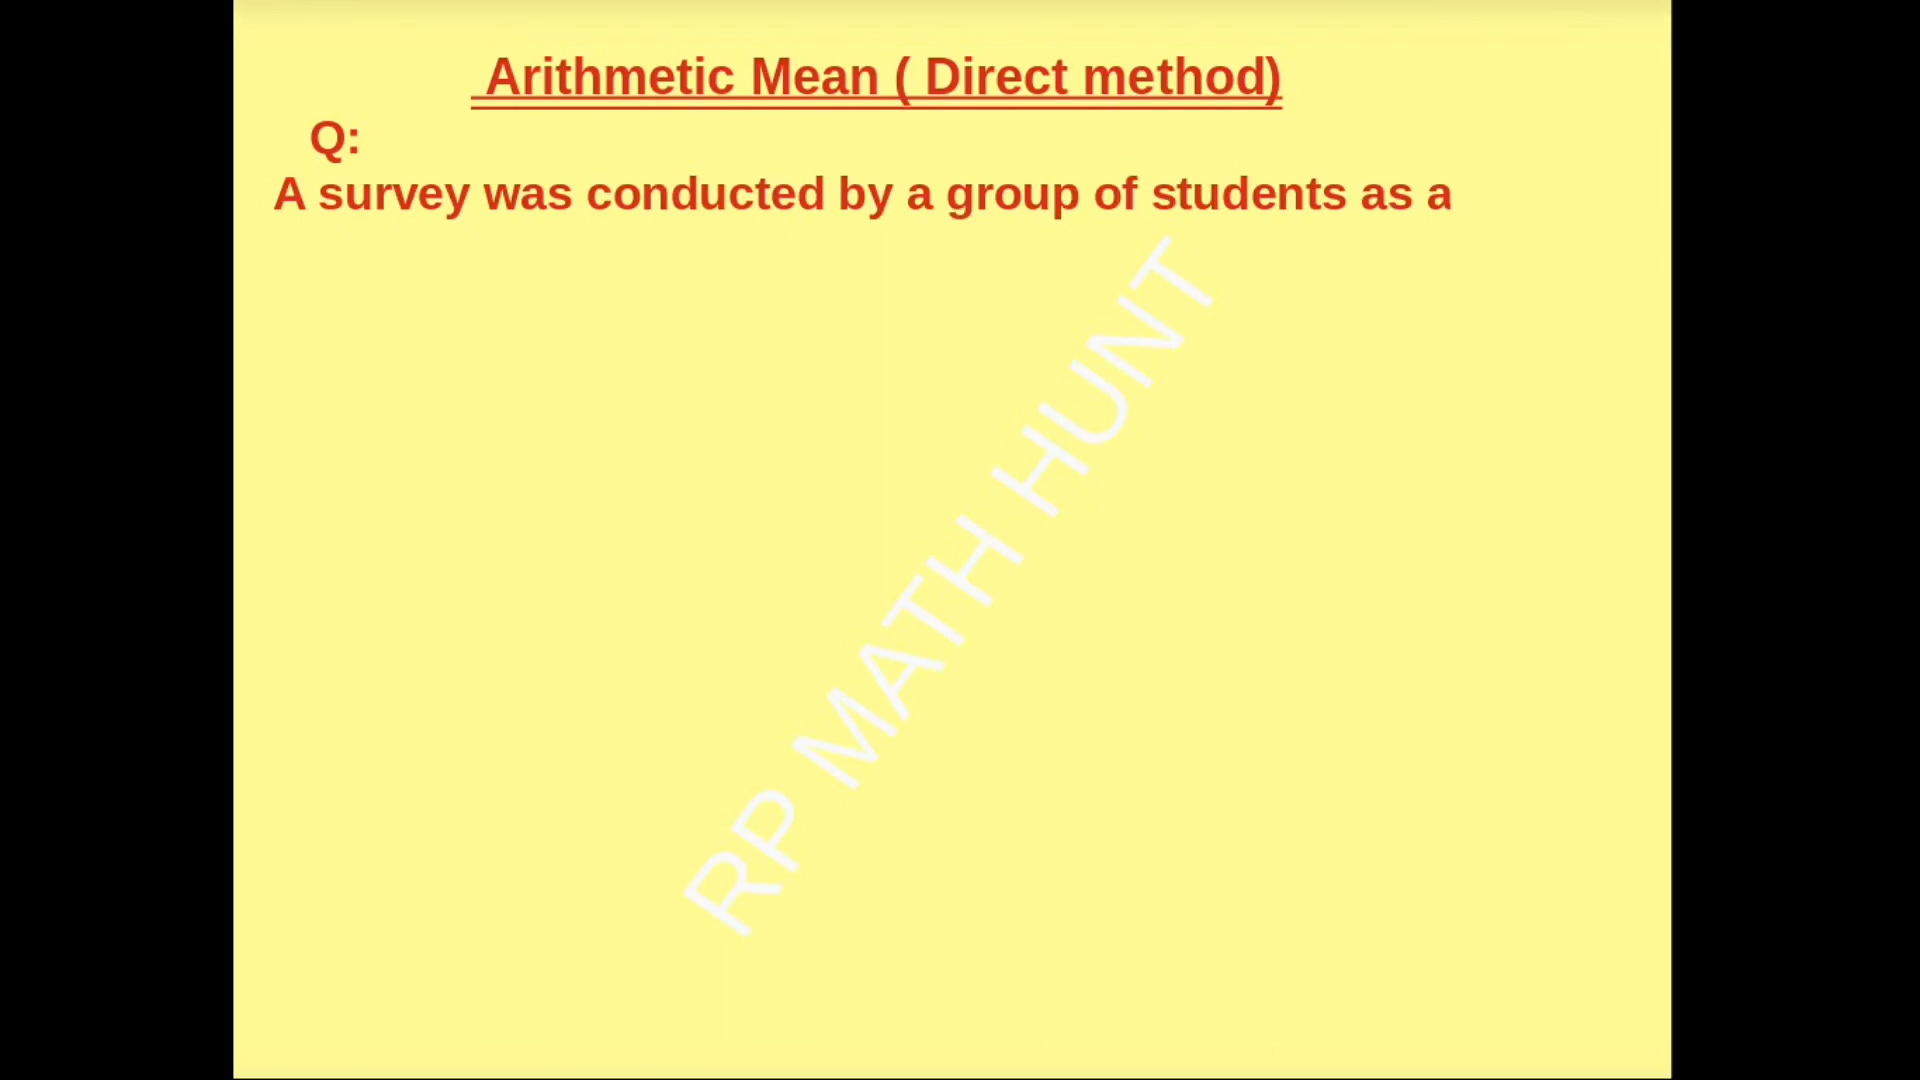 Arithmetic Mean ( Direct method)
Q:
A survey was conducted by a group of students as a
RP MATH HUNT